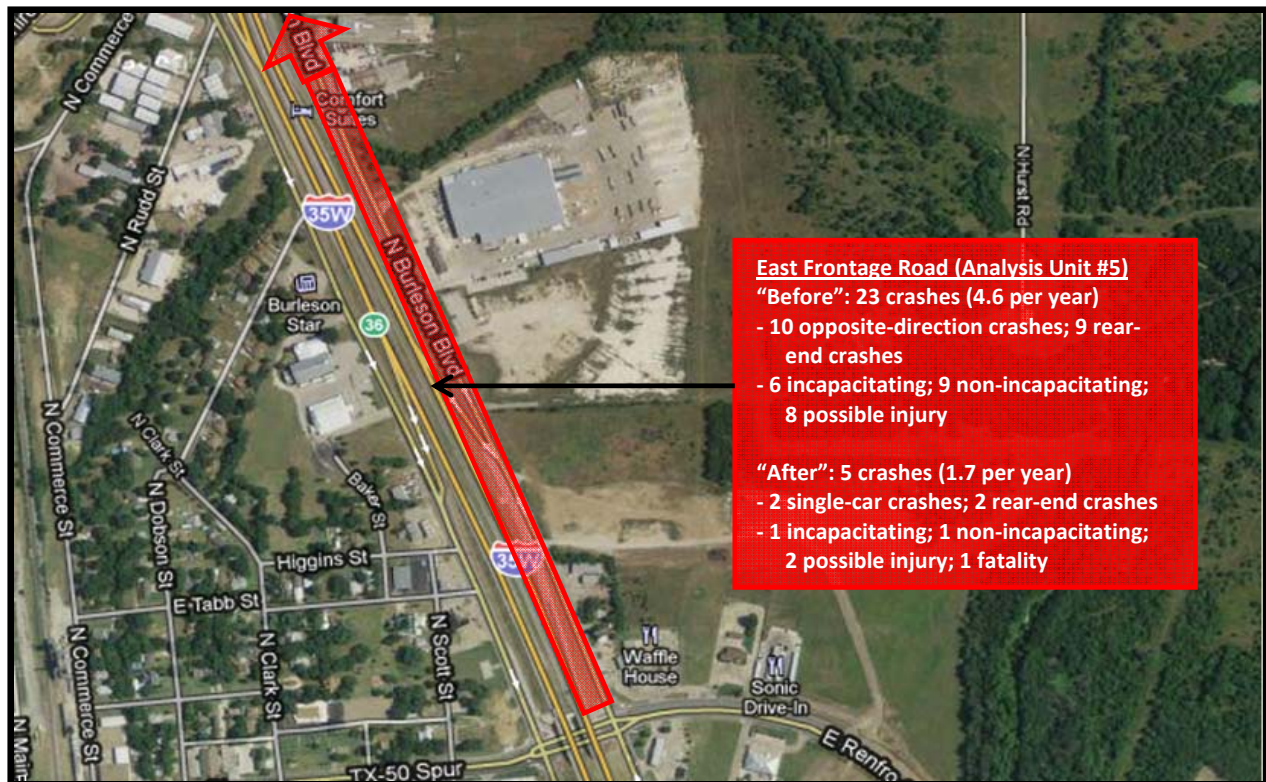 N Commerce St
N Blvd
Comfort
Suites
N Rudd St
35W
N Hurst Rd
N Burleson Blvd
Burleson
Star
36
East Frontage Road (Analysis Unit #5)
“Before”: 23 crashes (4.6 per year)
- 10 opposite-direction crashes; 9 rear-
end crashes
- 6 incapacitating; 9 non-incapacitating;
8 possible injury
“After”: 5 crashes (1.7 per year)
- 2 single-car crashes; 2 rear-end crashes
- 1 incapacitating; 1 non-incapacitating;
2 possible injury; 1 fatality
N Commerce St
N Clark St
N Dobson St
Baker St
Higgins St
35W
E Tabb St
N Commerce St
N Clark St
N Scott St
Waffle
House
Sonic
Drive-In
N Main
TX-50 Spur
E Renfro